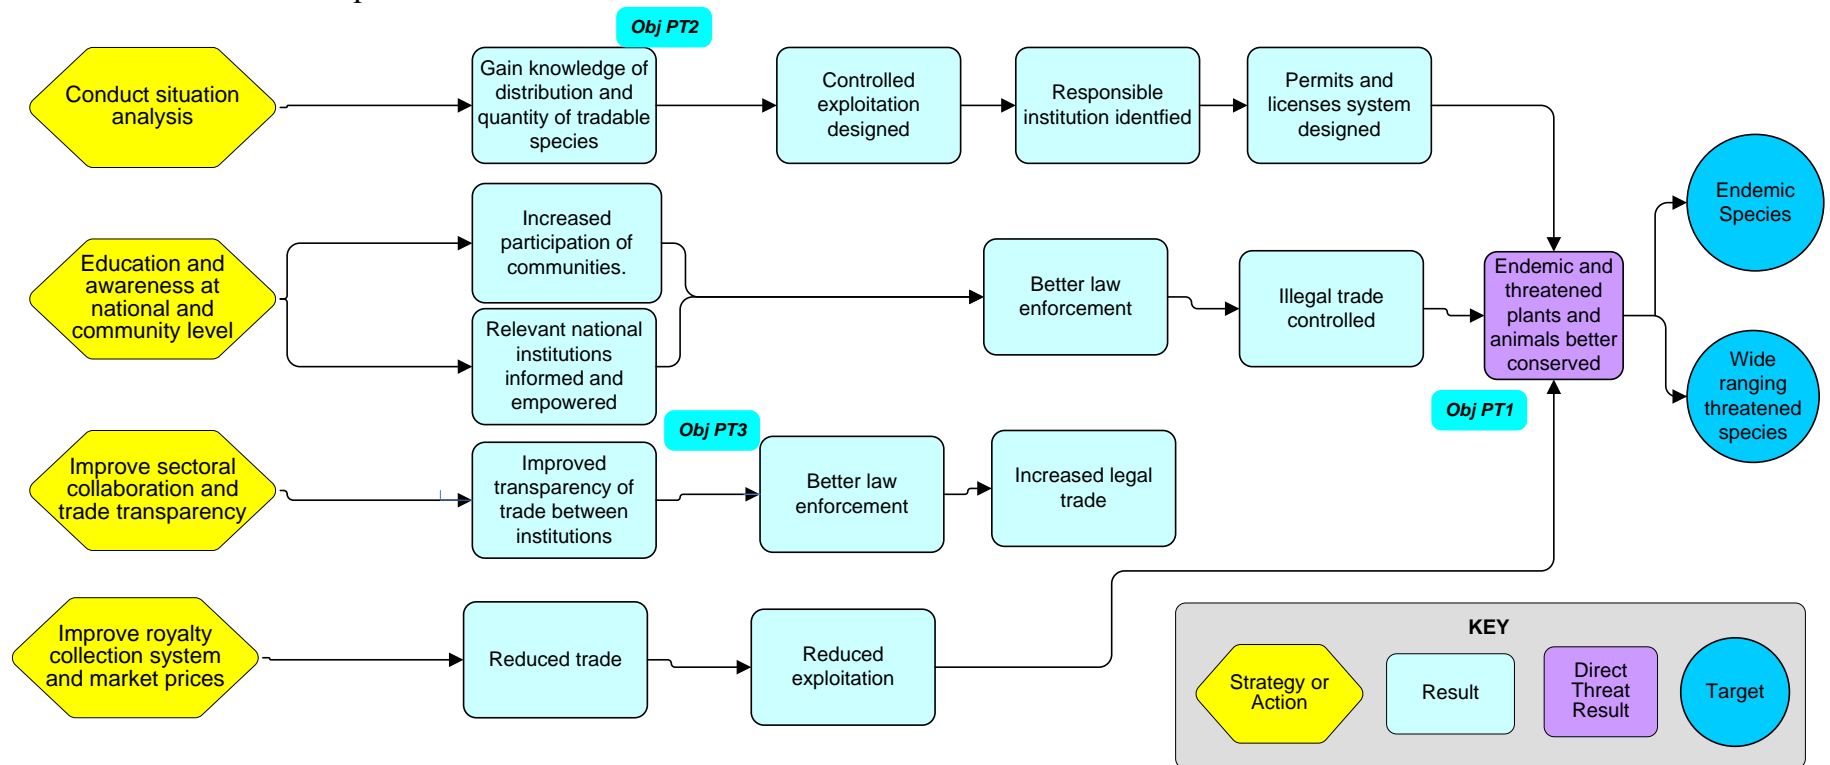 Obj PT2
Conduct situation
analysis
Gain knowledge of
distribution and
quantity of tradable
species
Controlled
exploitation
designed
Responsible
institution identfied
Permits and
licenses system
designed
Endemic
Species
Education and
awareness at
national and
community level
Increased
participation of
communities.
Relevant national
institutions
informed and
empowered
Better law
enforcement
Illegal trade
controlled
Endemic and
threatened
plants and
animals better
conserved
Wide
ranging
threatened
species
Obj PT1
Obj PT3
Improve sectoral
collaboration and
trade transparency
Improved
transparency of
trade between
institutions
Better law
enforcement
Increased legal
trade
Improve royalty
collection system
and market prices
Reduced trade
Reduced
exploitation
KEY
Strategy or
Action
Result
Direct
Threat
Result
Target